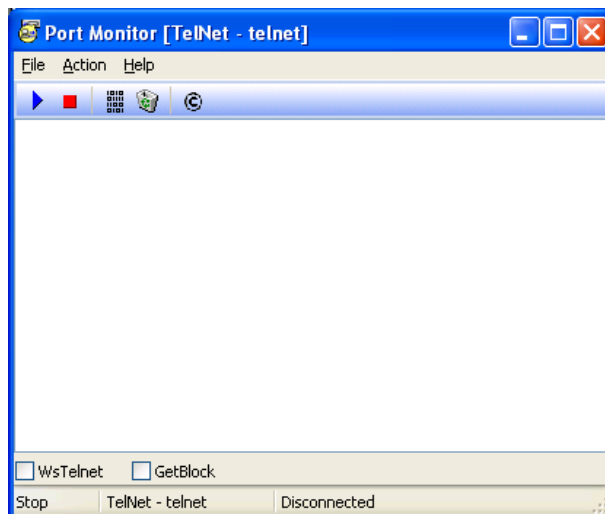 Port Monitor [TelNet - telnet]
File Action Help
WsTelnet GetBlock
Stop TelNet - telnet Disconnected